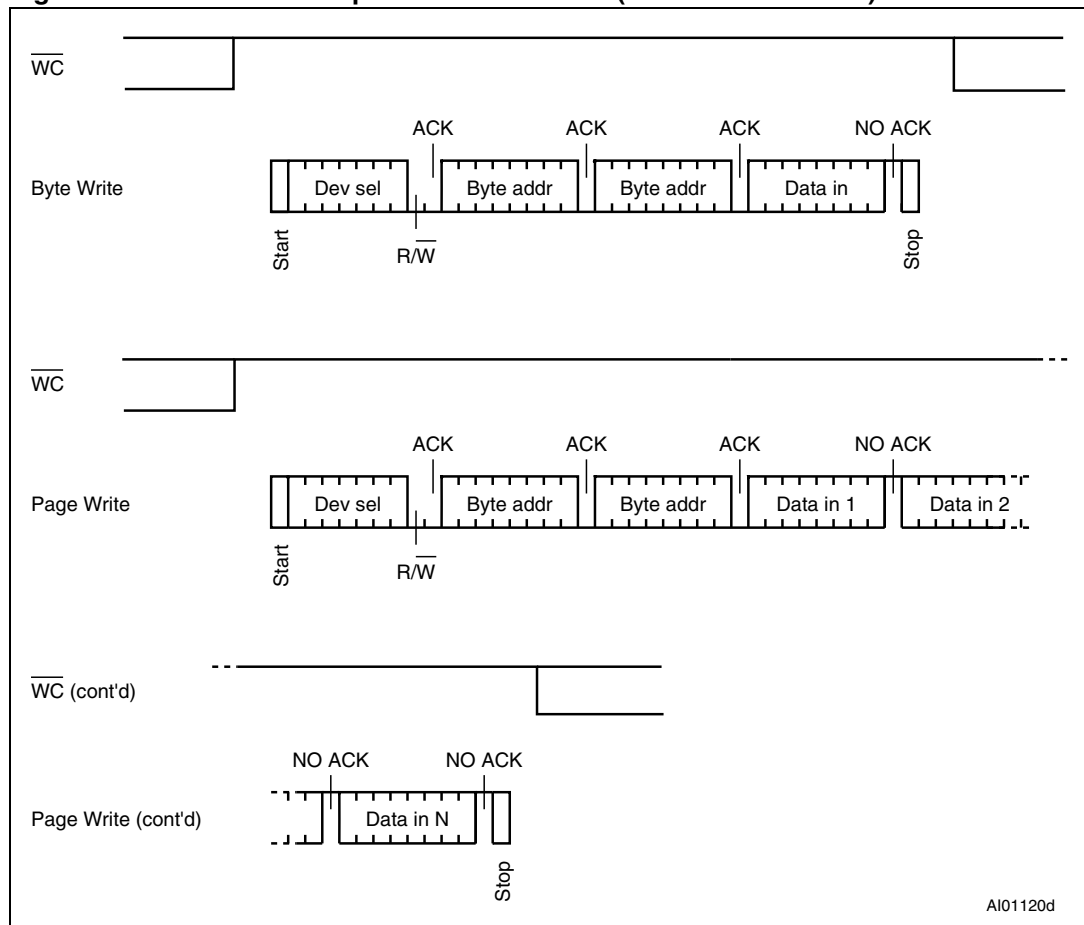 WC
ACK ACK ACK NO ACK
Byte Write Dev sel Byte addr Byte addr Data in
Start R/W Stop
WC
ACK ACK ACK NO ACK
Page Write Dev sel Byte addr Byte addr Data in 1 Data in 2
Start R/W
WC (cont'd)
NO ACK NO ACK
Page Write (cont'd) Data in N
Stop
AI01120d